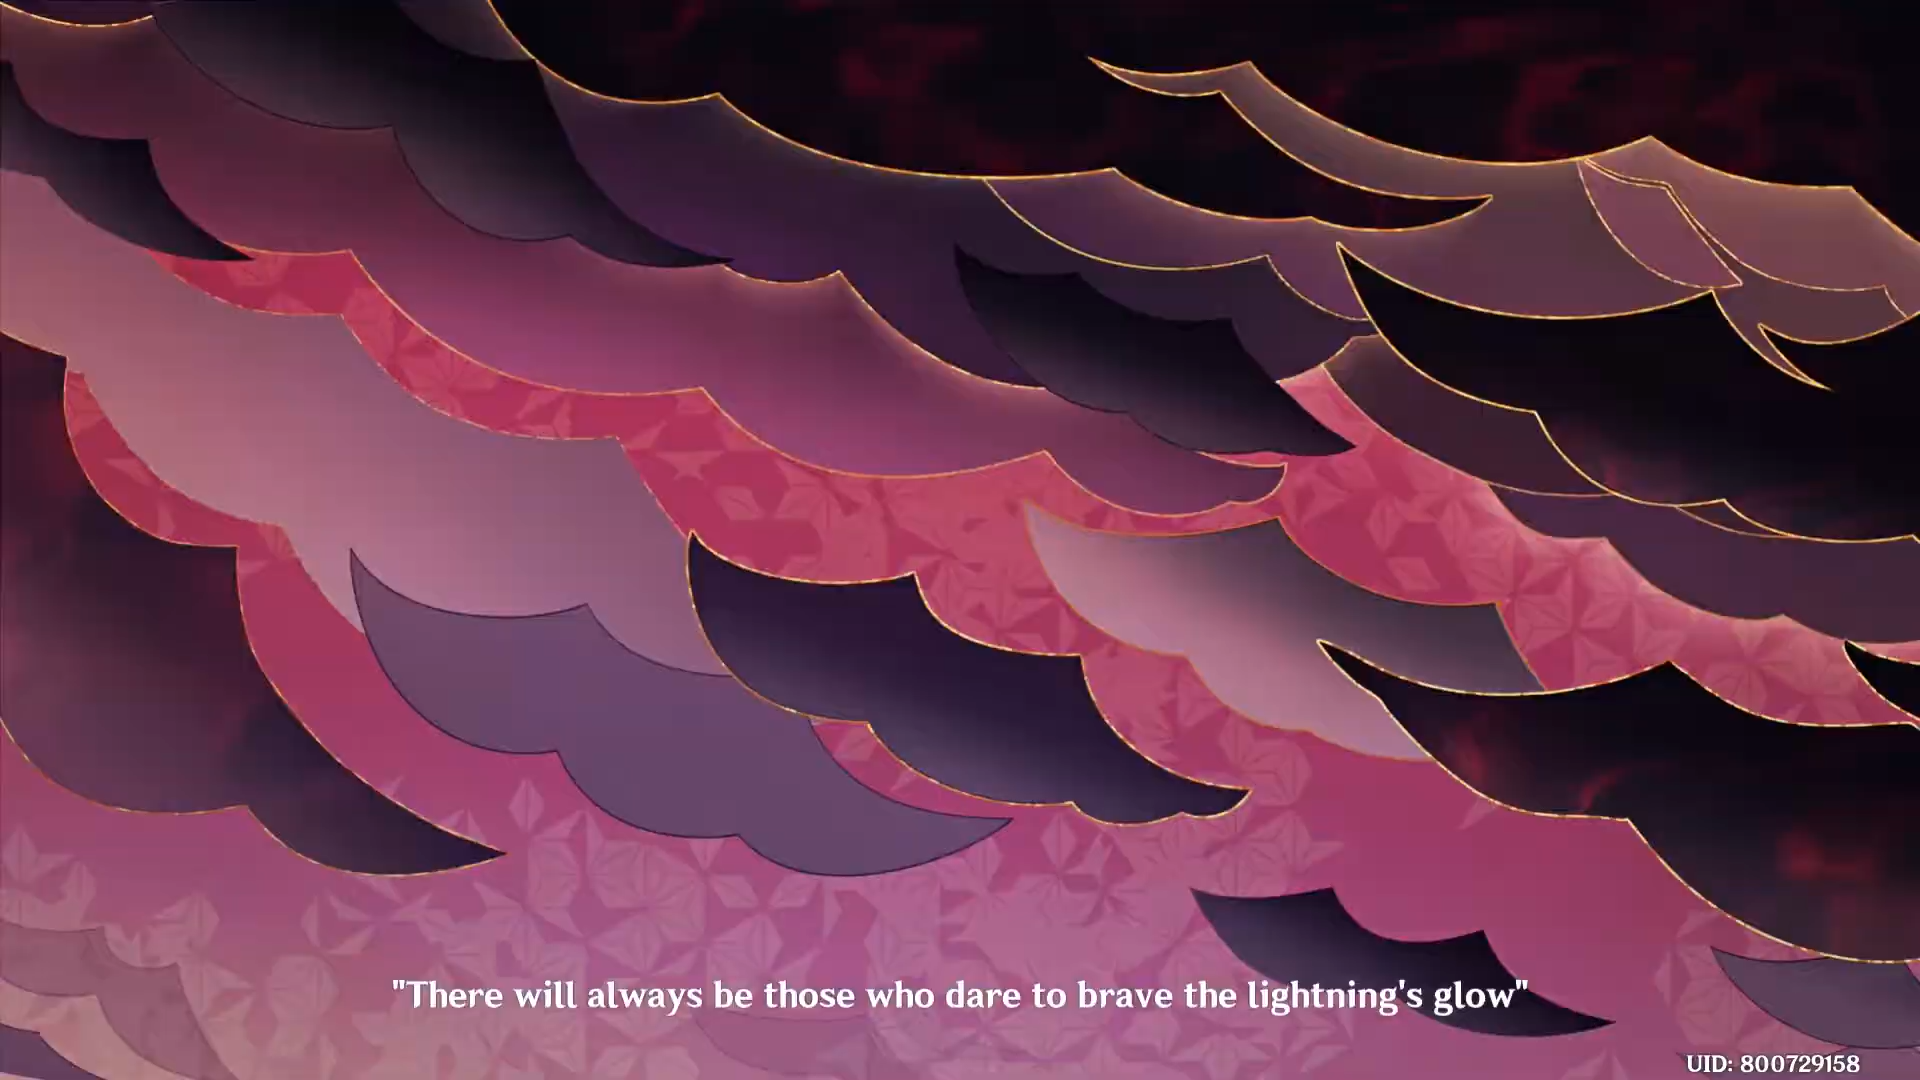 "There will always be those who dare to brave the lightning's glow"
UID: 800729158